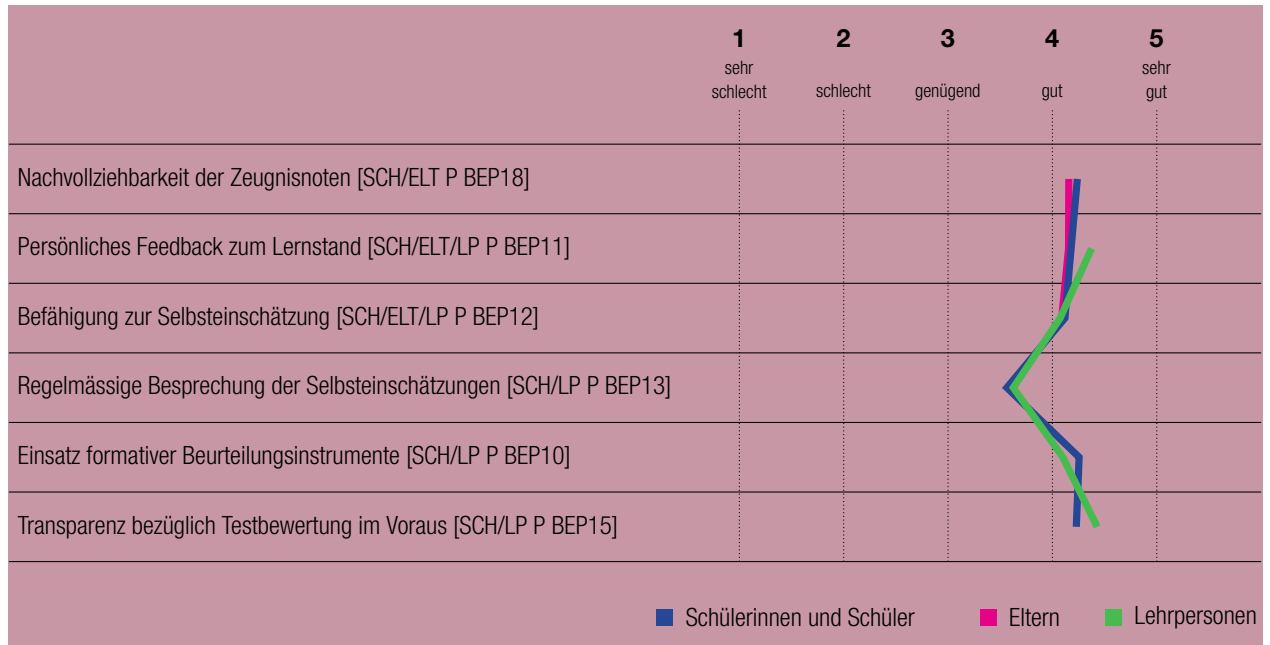 1 2 3 4 5
sehr schlecht schlecht genügend gut sehr gut
Nachvollziehbarkeit der Zeugnisnoten [SCH/ELT P BEP18]
Persönliches Feedback zum Lernstand [SCH/ELT/LP P BEP11]
Befähigung zur Selbsteinschätzung [SCH/ELT/LP P BEP12]
Regelmässige Besprechung der Selbsteinschätzungen [SCH/LP P BEP13]
Einsatz formativer Beurteilungsinstrumente [SCH/LP P BEP10]
Transparenz bezüglich Testbewertung im Voraus [SCH/LP P BEP15]
Schülerinnen und Schüler Eltern Lehrpersonen